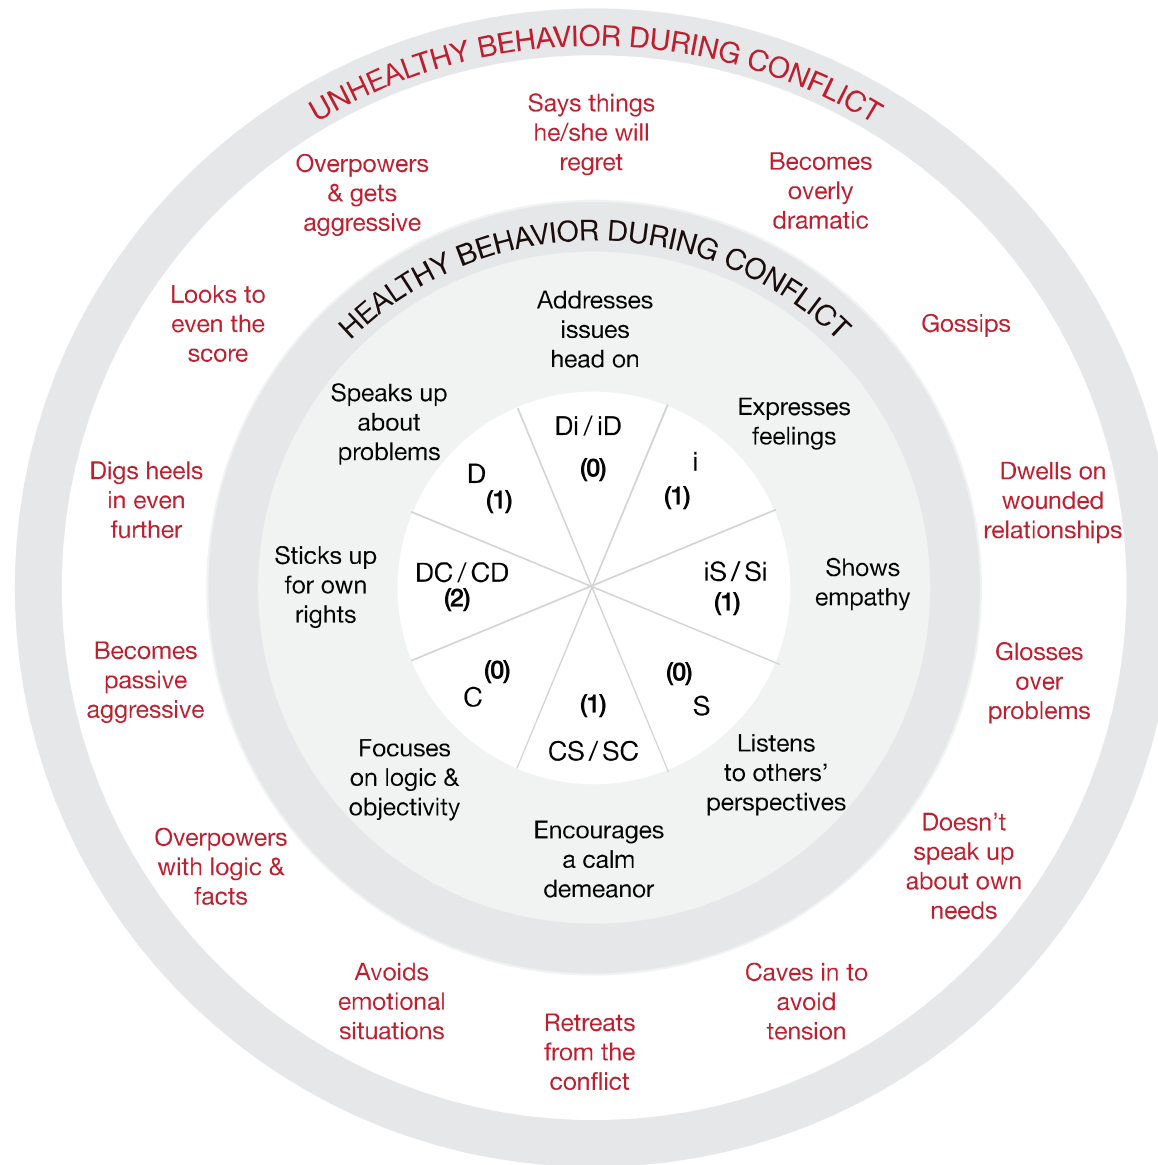 UNHEALTHY BEHAVIOR DURING CONFLICT
Says things
he/she will
regret
Becomes
overly
dramatic
Gossips
Dwells on
wounded
relationships
Glosses
over
problems
Doesn’t
speak up
about own
needs
Caves in to
avoid
tension
Retreats
from the
conflict
Avoids
emotional
situations
Overpowers
with logic &
facts
Becomes
passive
aggressive
Digs heels
in even
further
Looks to
even the
score
Overpowers
& gets
aggressive
HEALTHY BEHAVIOR DURING CONFLICT
Addresses
issues
head on
Expresses
feelings
Shows
empathy
Listens
to others’
perspectives
Encourages
a calm
demeanor
Focuses
on logic &
objectivity
Sticks up
for own
rights
Speaks up
about
problems
Di / iD
(0)
i
(1)
iS / Si
(1)
(0)
S
(1)
CS / SC
(0)
C
DC / CD
(2)
D
(1)